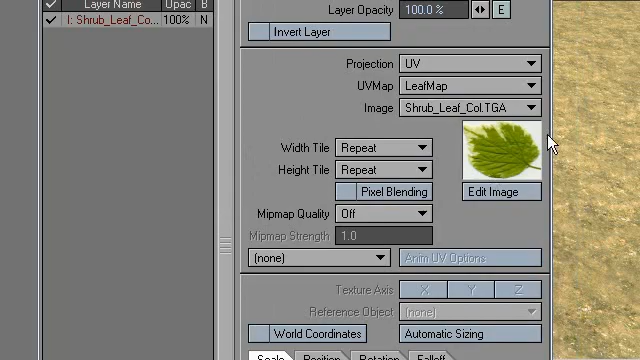 Layer Name Opac B
I: Shrub_Leaf_Co... 100% N
Layer Opacity 100.0 % E
Invert Layer
Projection UV
UVMap LeafMap
Image Shrub_Leaf_Col.TGA
Width Tile Repeat
Height Tile Repeat
Pixel Blending
Edit Image
Mipmap Quality Off
Mipmap Strength 1.0
(none) Anim UV Options
Texture Axis X Y Z
Reference Object (none)
World Coordinates Automatic Sizing
Scale Position Rotation Falloff